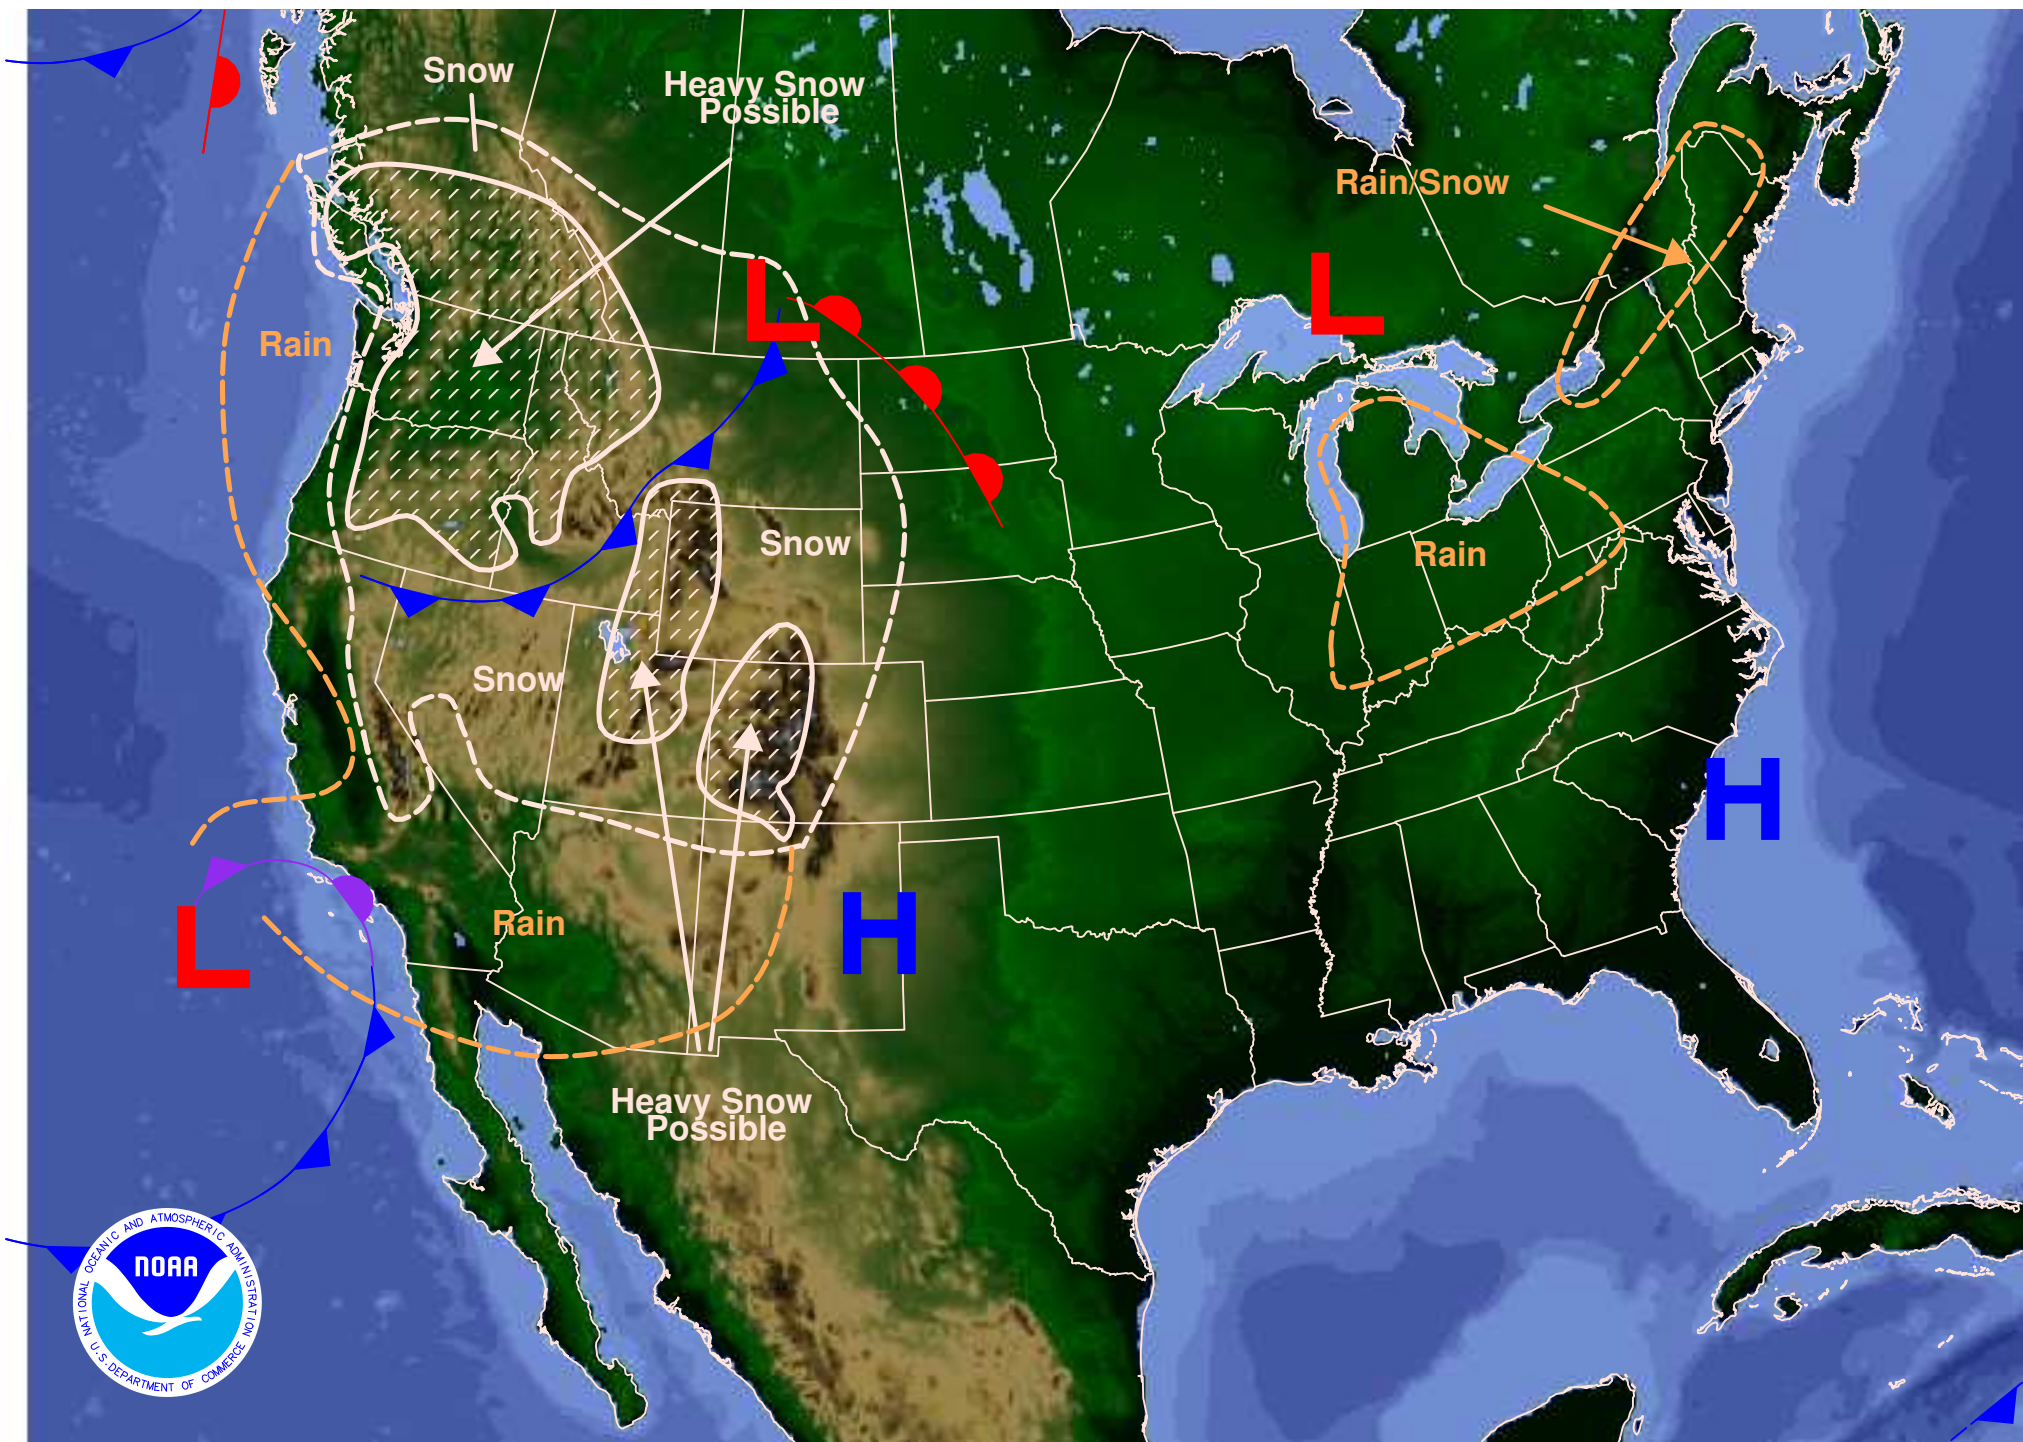 Snow
Heavy Snow
Possible
Rain/Snow
L
L
Rain
Snow
Rain
Snow
H
L
Rain
H
Heavy Snow
Possible
NATIONAL OCEANIC AND ATMOSPHERIC ADMINISTRATION
NOAA
U.S. DEPARTMENT OF COMMERCE